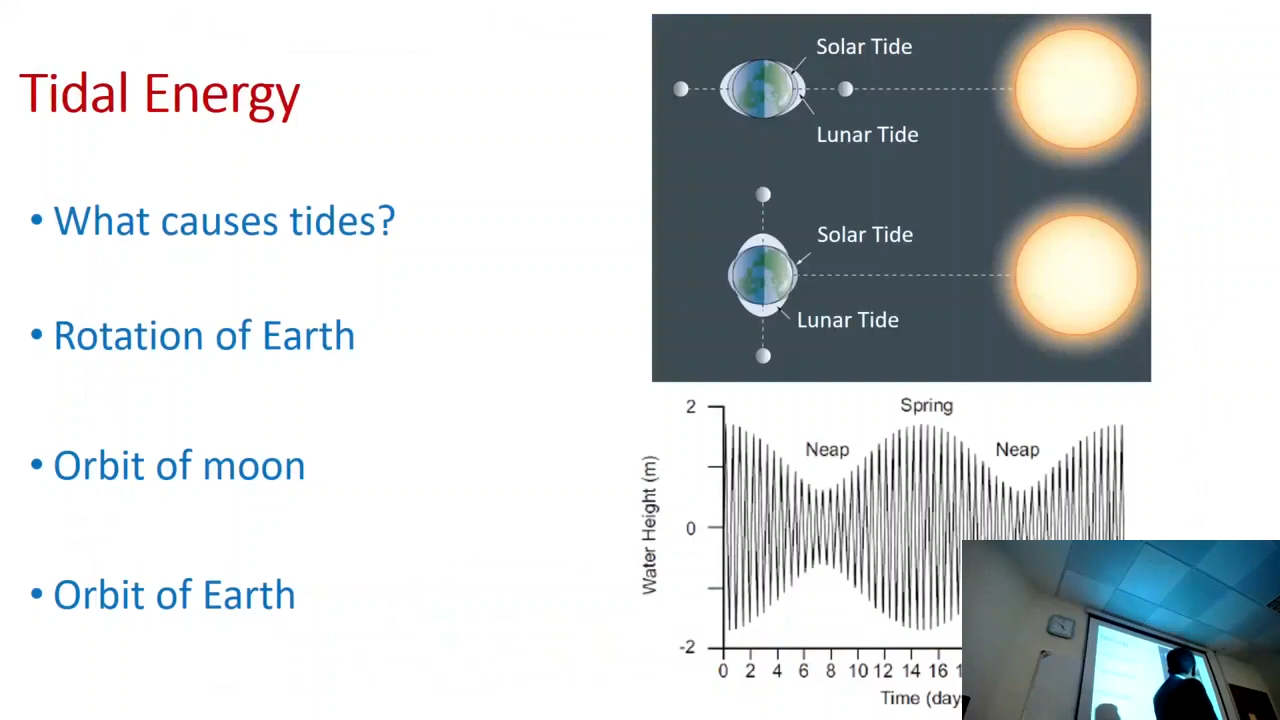 Tidal Energy
• What causes tides?
• Rotation of Earth
• Orbit of moon
• Orbit of Earth
Solar Tide
Lunar Tide
Solar Tide
Lunar Tide
Spring
Neap
Neap
Water Height (m)
2
0
-2
0 2 4 6 8 10 12 14 16
Time (day